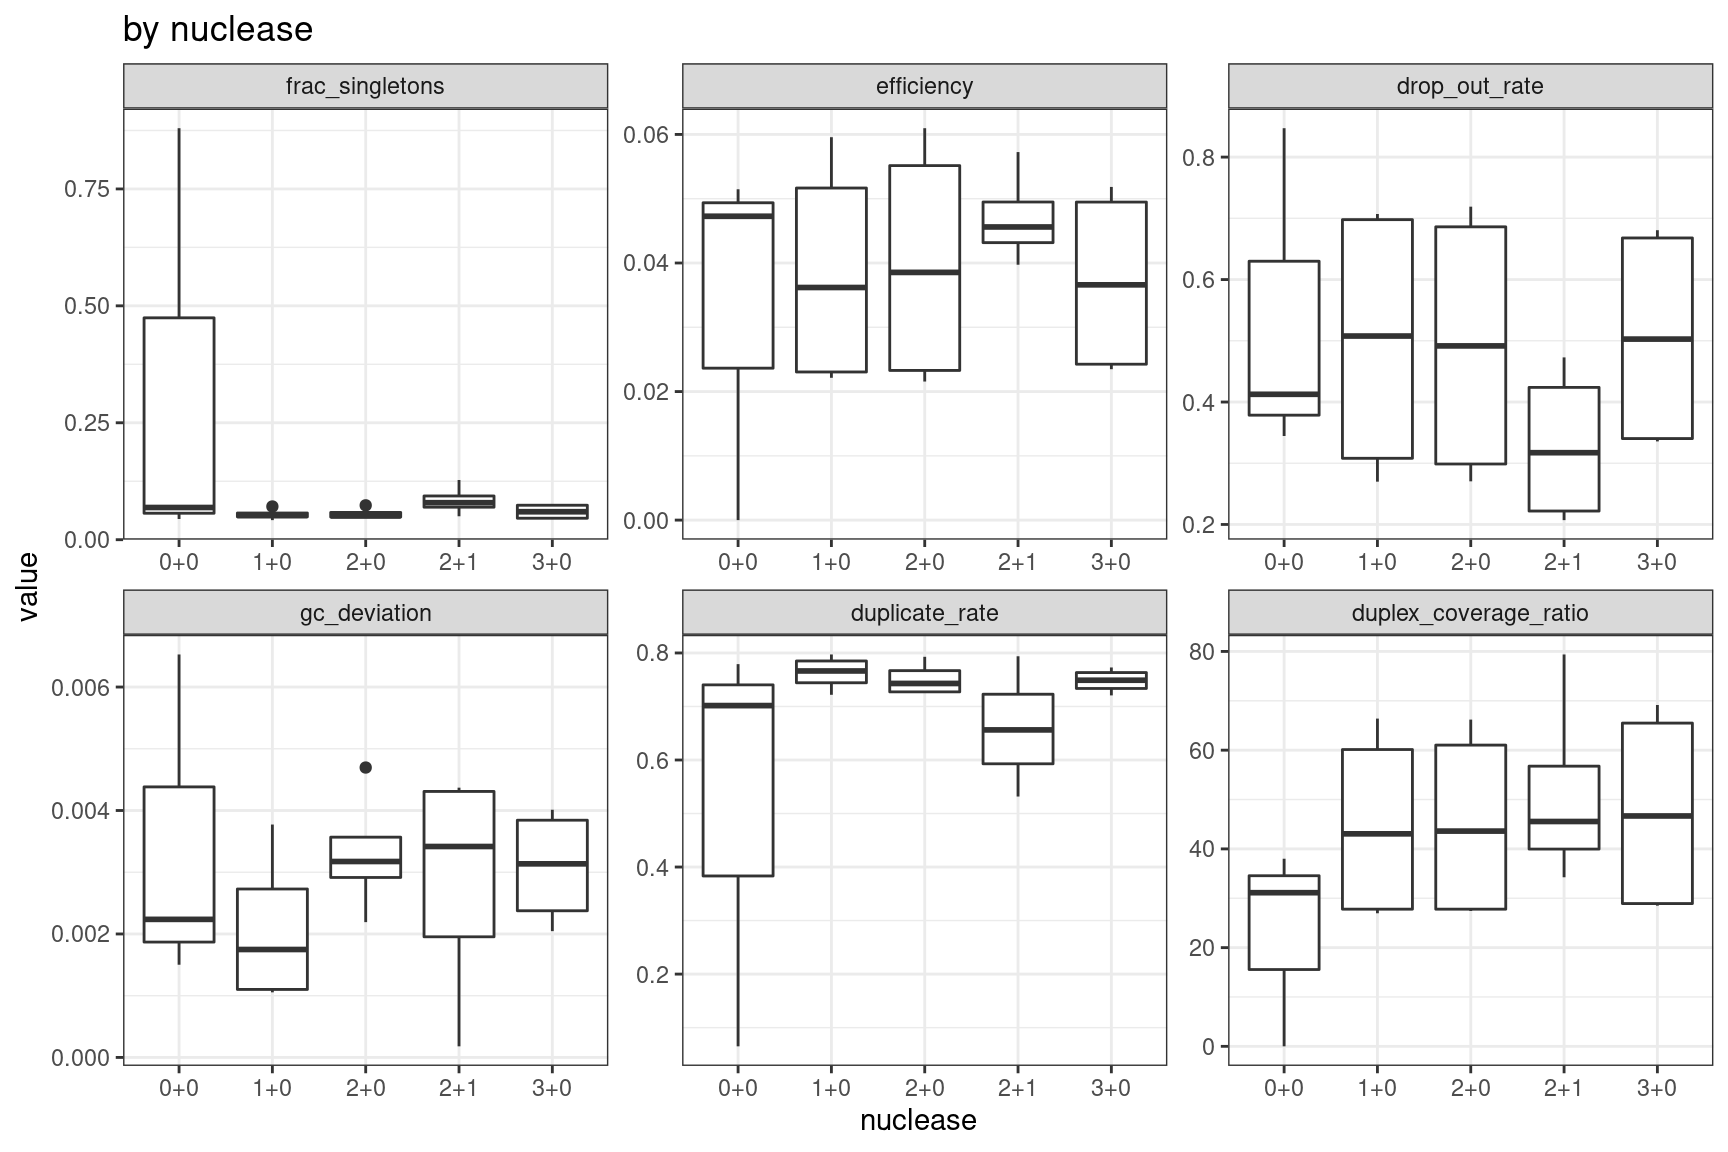 by nuclease
frac_singletons
efficiency
drop_out_rate
0.75
0.50
0.25
0.00
0.06
0.04
0.02
0.00
0.8
0.6
0.4
0.2
0+0 1+0 2+0 2+1 3+0
0+0 1+0 2+0 2+1 3+0
0+0 1+0 2+0 2+1 3+0
value
gc_deviation
duplicate_rate
duplex_coverage_ratio
0.006
0.004
0.002
0.000
0.8
0.6
0.4
0.2
80
60
40
20
0
0+0 1+0 2+0 2+1 3+0
0+0 1+0 2+0 2+1 3+0
0+0 1+0 2+0 2+1 3+0
nuclease